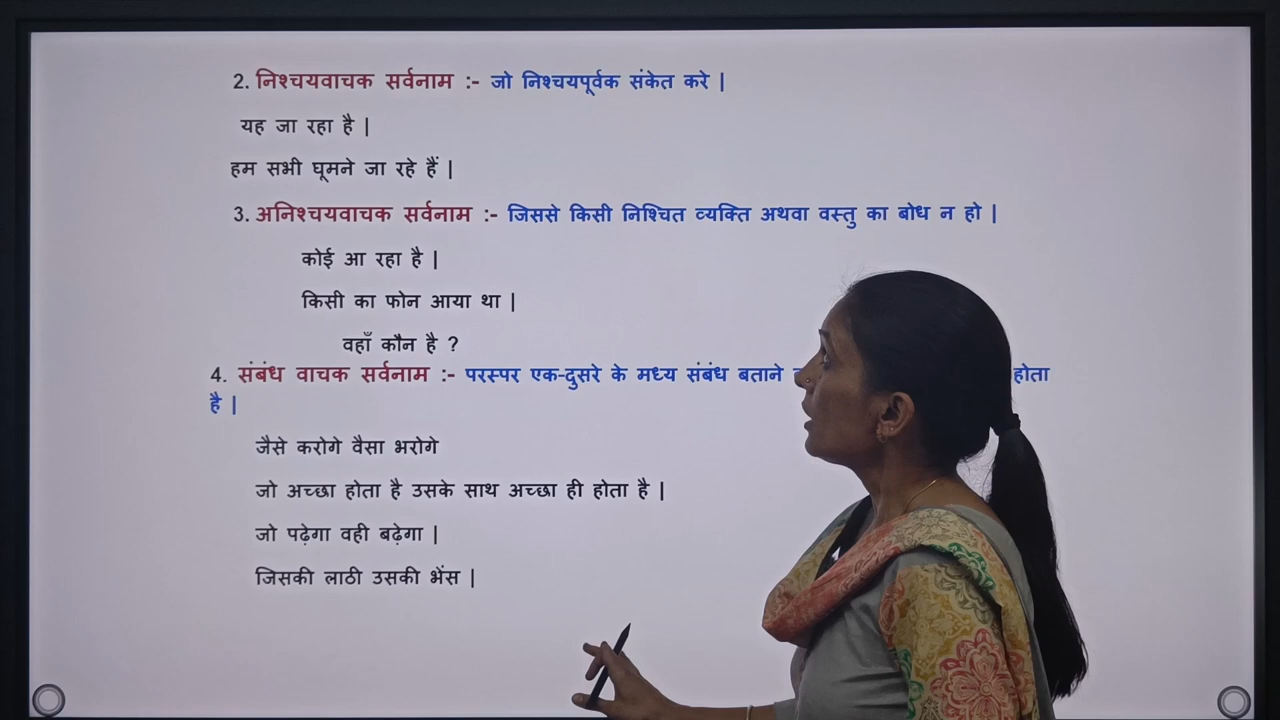 2. निश्चयवाचक सर्वनाम :- जो निश्चयपूर्वक संकेत करे |
यह जा रहा है |
हम सभी घूमने जा रहे हैं |
3. अनिश्चयवाचक सर्वनाम :- जिससे किसी निश्चित व्यक्ति अथवा वस्तु का बोध न हो |
कोई आ रहा है |
किसी का फोन आया था |
वहाँ कौन है ?
4. संबंध वाचक सर्वनाम :- परस्पर एक-दुसरे के मध्य संबंध बताने होता
है |
जैसे करोगे वैसा भरोगे
जो अच्छा होता है उसके साथ अच्छा ही होता है |
जो पढ़ेगा वही बढ़ेगा |
जिसकी लाठी उसकी भेंस |